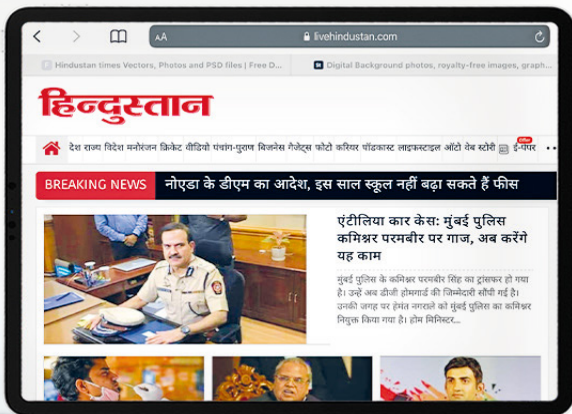 AA
livehindustan.com
Hindustan times Vectors, Photos and PSD files | Free D...
Digital Background photos, royalty-free images, graph...
हिन्दुस्तान
देश राज्य विदेश मनोरंजन क्रिकेट वीडियो पंचांग-पुराण बिजनेस गैजेट्स फोटो करियर पॉडकास्ट लाइफस्टाइल ऑटो वेब स्टोरी ई-पेपर
BREAKING NEWS नोएडा के डीएम का आदेश, इस साल स्कूल नहीं बढ़ा सकते हैं फीस
एंटीलिया कार केस: मुंबई पुलिस
कमिश्नर परमबीर पर गाज, अब करेंगे
यह काम
मुंबई पुलिस के कमिश्नर परमबीर सिंह का ट्रांसफर हो गया
है। उन्हें अब डीजी होमगार्ड की जिम्मेदारी सौंपी गई है।
उनकी जगह पर हेमंत नगराले को मुंबई पुलिस का कमिश्नर
नियुक्त किया गया है। होम मिनिस्टर...